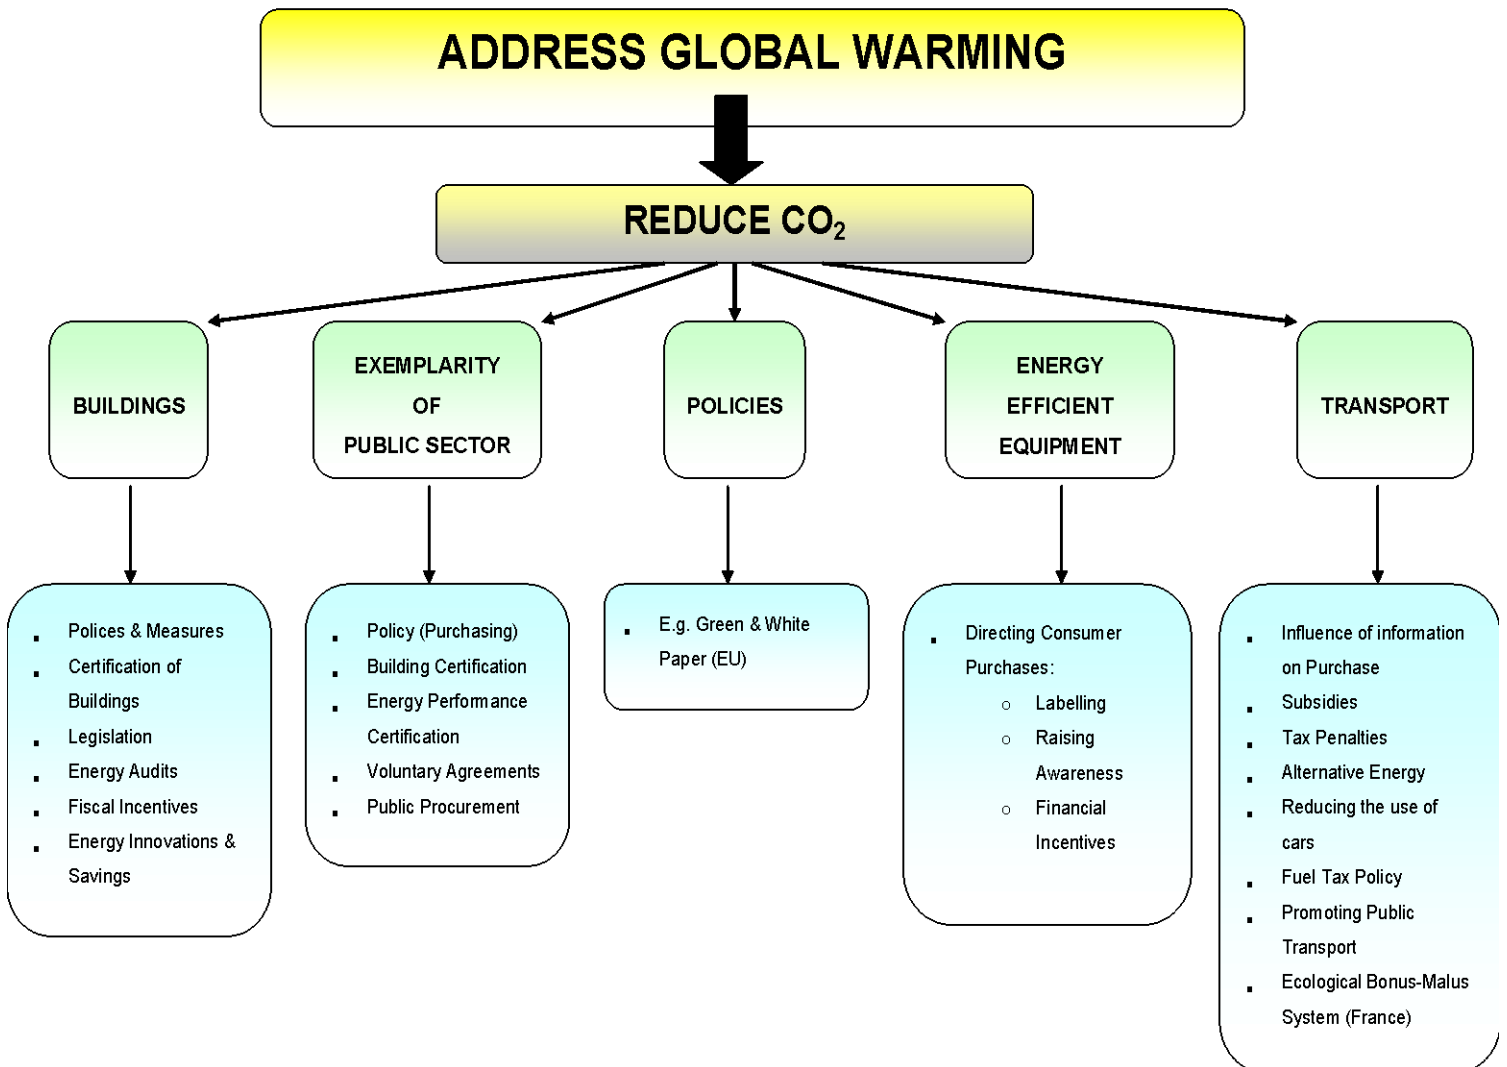 ADDRESS GLOBAL WARMING
REDUCE CO₂
BUILDINGS
EXEMPLARITY
OF
PUBLIC SECTOR
POLICIES
ENERGY
EFFICIENT
EQUIPMENT
TRANSPORT
▪ Polices & Measures
▪ Certification of
Buildings
▪ Legislation
▪ Energy Audits
▪ Fiscal Incentives
▪ Energy Innovations &
Savings
▪ Policy (Purchasing)
▪ Building Certification
▪ Energy Performance
Certification
▪ Voluntary Agreements
▪ Public Procurement
▪ E.g. Green & White
Paper (EU)
▪ Directing Consumer
Purchases:
o Labelling
o Raising
Awareness
o Financial
Incentives
▪ Influence of information
on Purchase
▪ Subsidies
▪ Tax Penalties
▪ Alternative Energy
▪ Reducing the use of
cars
▪ Fuel Tax Policy
▪ Promoting Public
Transport
▪ Ecological Bonus-Malus
System (France)